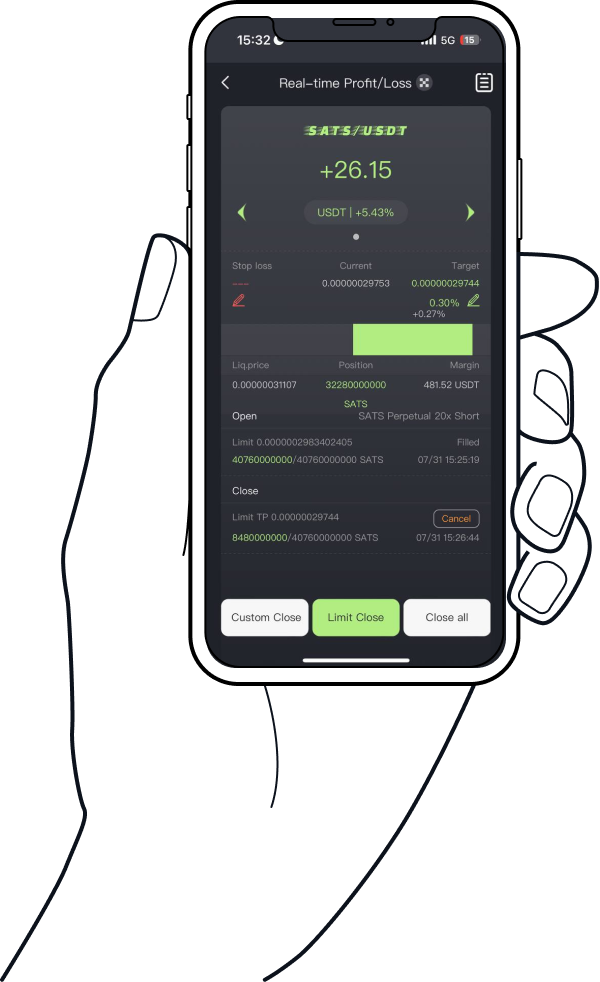 15:32 5G 15
Real-time Profit/Loss
SATS/USDT
+26.15
USDT | +5.43%
Stop loss Current Target
---- 0.00000029753 0.00000029744
0.30%
+0.27%
Liq.price Position Margin
0.00000031107 32280000000 481.52 USDT
SATS
Open SATS Perpetual 20x Short
Limit 0.0000002983402405 Filled
40760000000/40760000000 SATS 07/31 15:25:19
Close
Limit TP 0.00000029744 Cancel
8480000000/40760000000 SATS 07/31 15:26:44
Custom Close Limit Close Close all